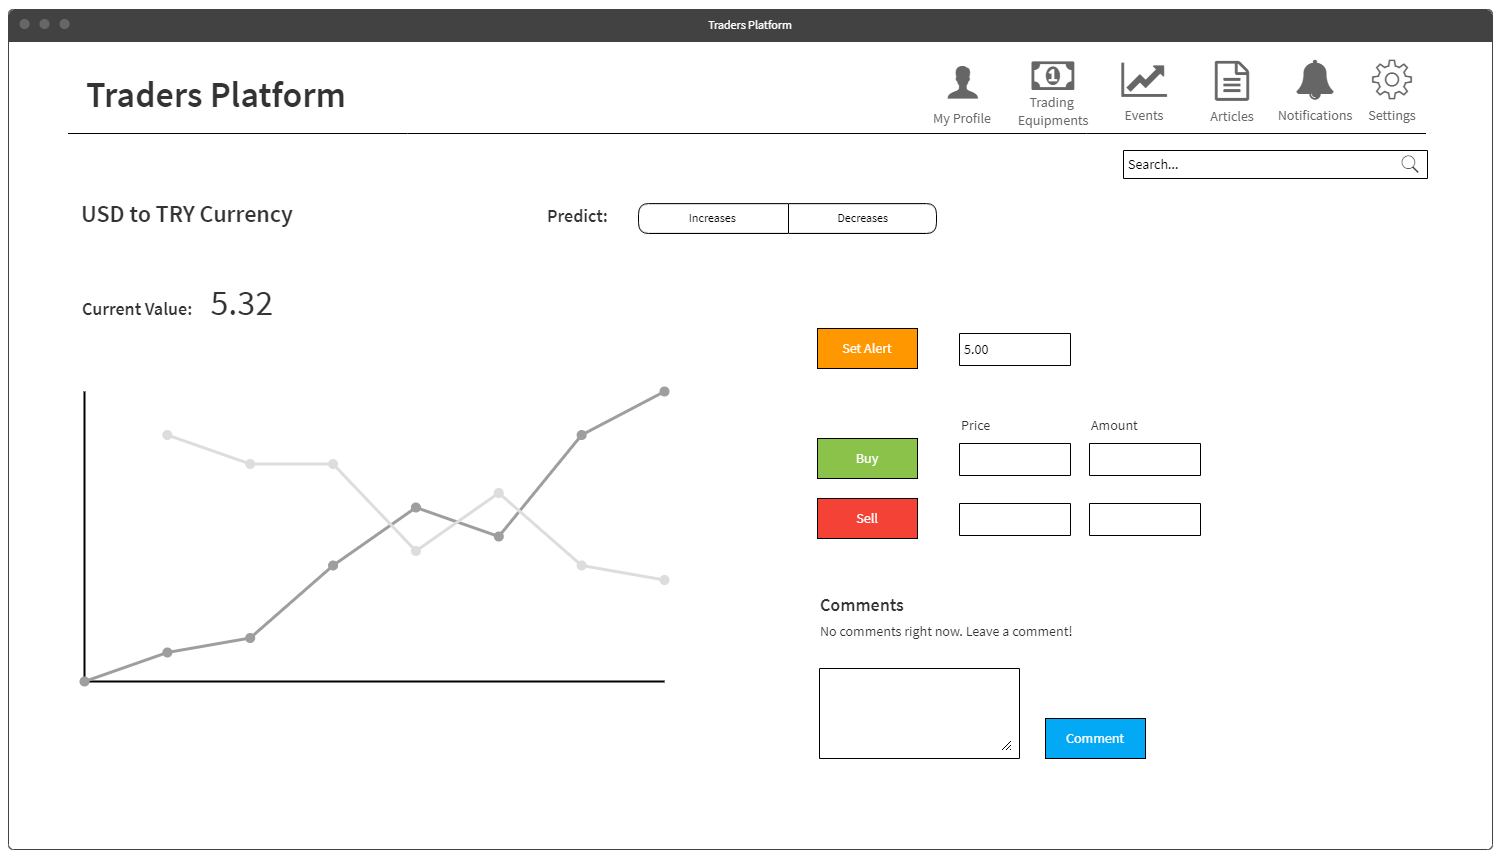 Traders Platform
Traders Platform
My Profile
Trading
Equipments
Events
Articles
Notifications
Settings
Search...
USD to TRY Currency
Predict:
Increases
Decreases
Current Value: 5.32
Set Alert
5.00
Price
Amount
Buy
Sell
Comments
No comments right now. Leave a comment!
Comment